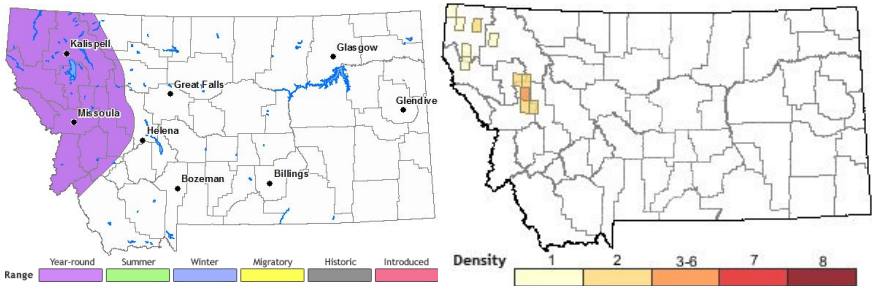 Kalispell
Glasgow
Great Falls
Glendive
Missoula
Helena
Bozeman
Billings
Range Year-round Summer Winter Migratory Historic Introduced
Density 1 2 3-6 7 8